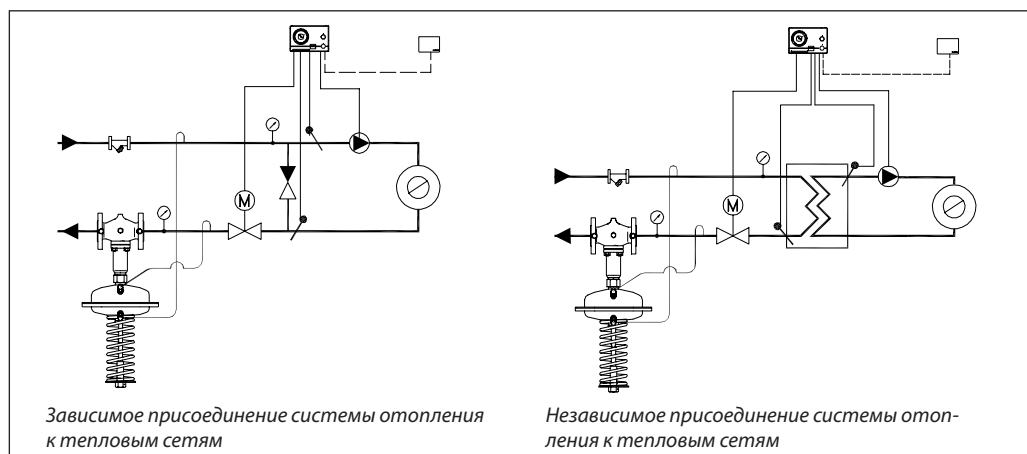 M
M
Зависимое присоединение системы отопления
к тепловым сетям
Независимое присоединение системы отоп-
ления к тепловым сетям